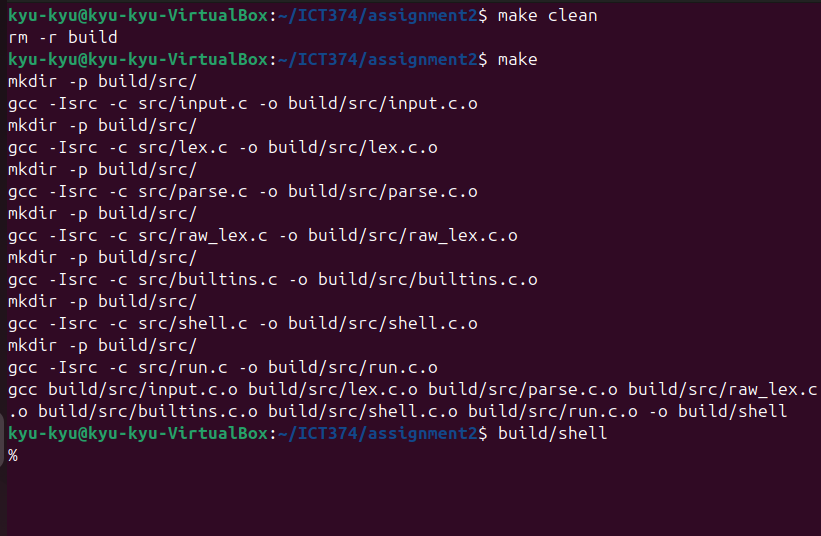 kyu-kyu@kyu-kyu-VirtualBox:~/ICT374/assignment2$ make clean
rm -r build
kyu-kyu@kyu-kyu-VirtualBox:~/ICT374/assignment2$ make
mkdir -p build/src/
gcc -Isrc -c src/input.c -o build/src/input.c.o
mkdir -p build/src/
gcc -Isrc -c src/lex.c -o build/src/lex.c.o
mkdir -p build/src/
gcc -Isrc -c src/parse.c -o build/src/parse.c.o
mkdir -p build/src/
gcc -Isrc -c src/raw_lex.c -o build/src/raw_lex.c.o
mkdir -p build/src/
gcc -Isrc -c src/builtins.c -o build/src/builtins.c.o
mkdir -p build/src/
gcc -Isrc -c src/shell.c -o build/src/shell.c.o
mkdir -p build/src/
gcc -Isrc -c src/run.c -o build/src/run.c.o
gcc build/src/input.c.o build/src/lex.c.o build/src/parse.c.o build/src/raw_lex.c
.o build/src/builtins.c.o build/src/shell.c.o build/src/run.c.o -o build/shell
kyu-kyu@kyu-kyu-VirtualBox:~/ICT374/assignment2$ build/shell
%